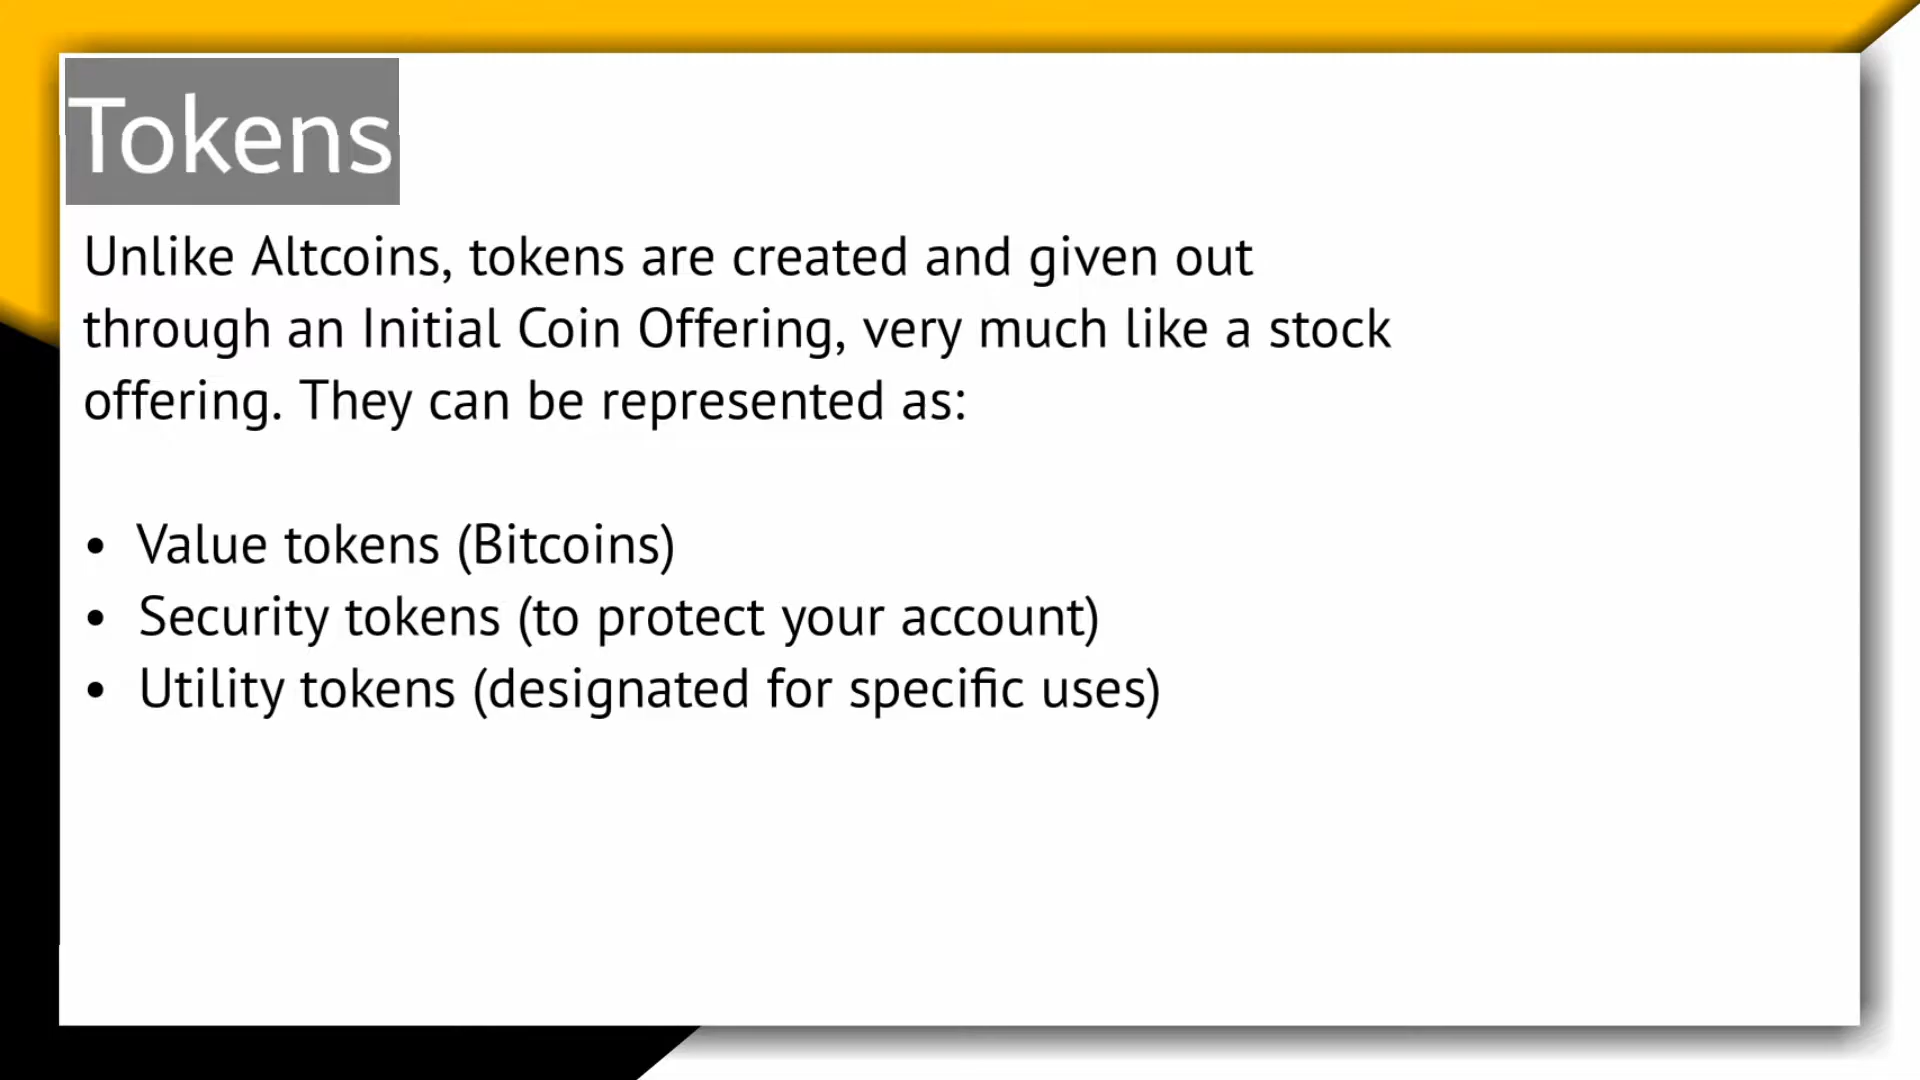 Tokens
Unlike Altcoins, tokens are created and given out
through an Initial Coin Offering, very much like a stock
offering. They can be represented as:
• Value tokens (Bitcoins)
• Security tokens (to protect your account)
• Utility tokens (designated for specific uses)